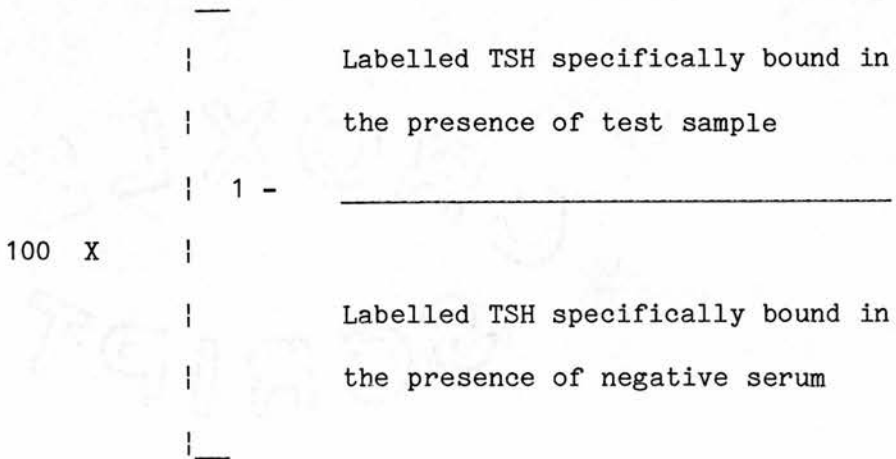 Labelled TSH specifically bound in
the presence of test sample
1 -
100 X
Labelled TSH specifically bound in
the presence of negative serum